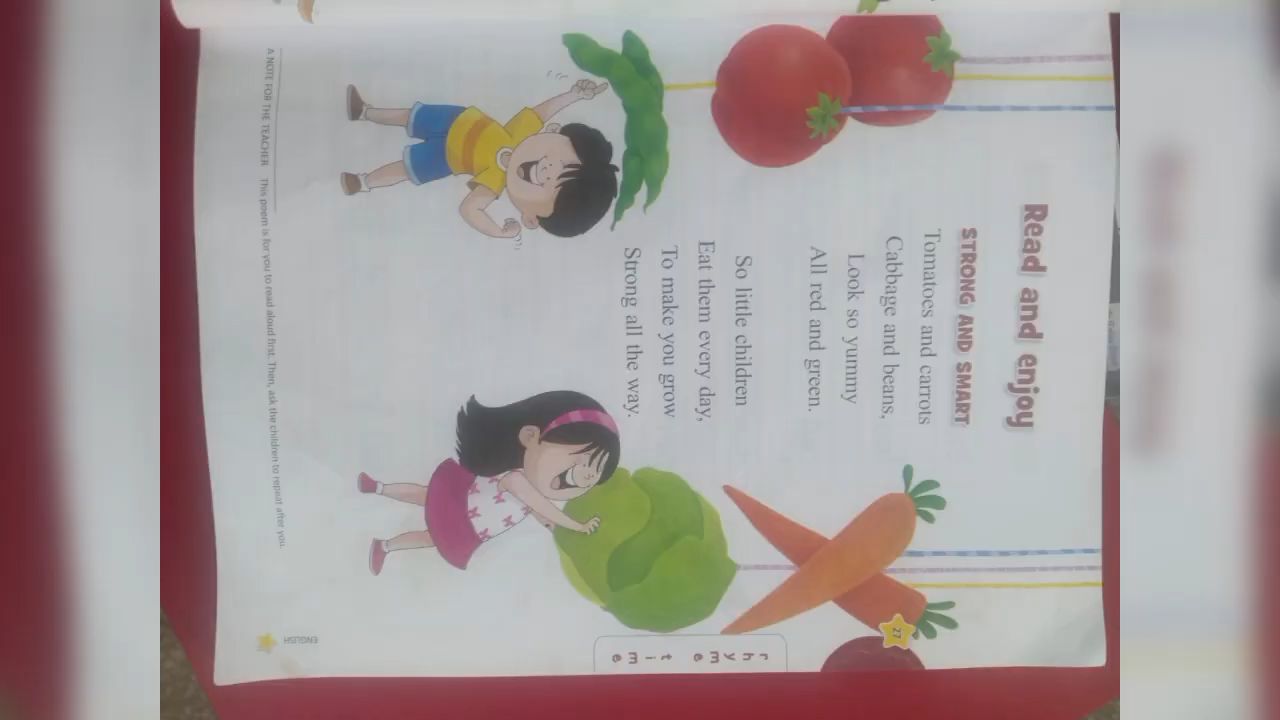 rhyme time
Read and enjoy
STRONG AND SMART
Tomatoes and carrots
Cabbage and beans,
Look so yummy
All red and green.
So little children
Eat them every day,
To make you grow
Strong all the way.
A NOTE FOR THE TEACHER This poem is for you to read aloud first. Then, ask the children to repeat after you.
27
ENGLISH